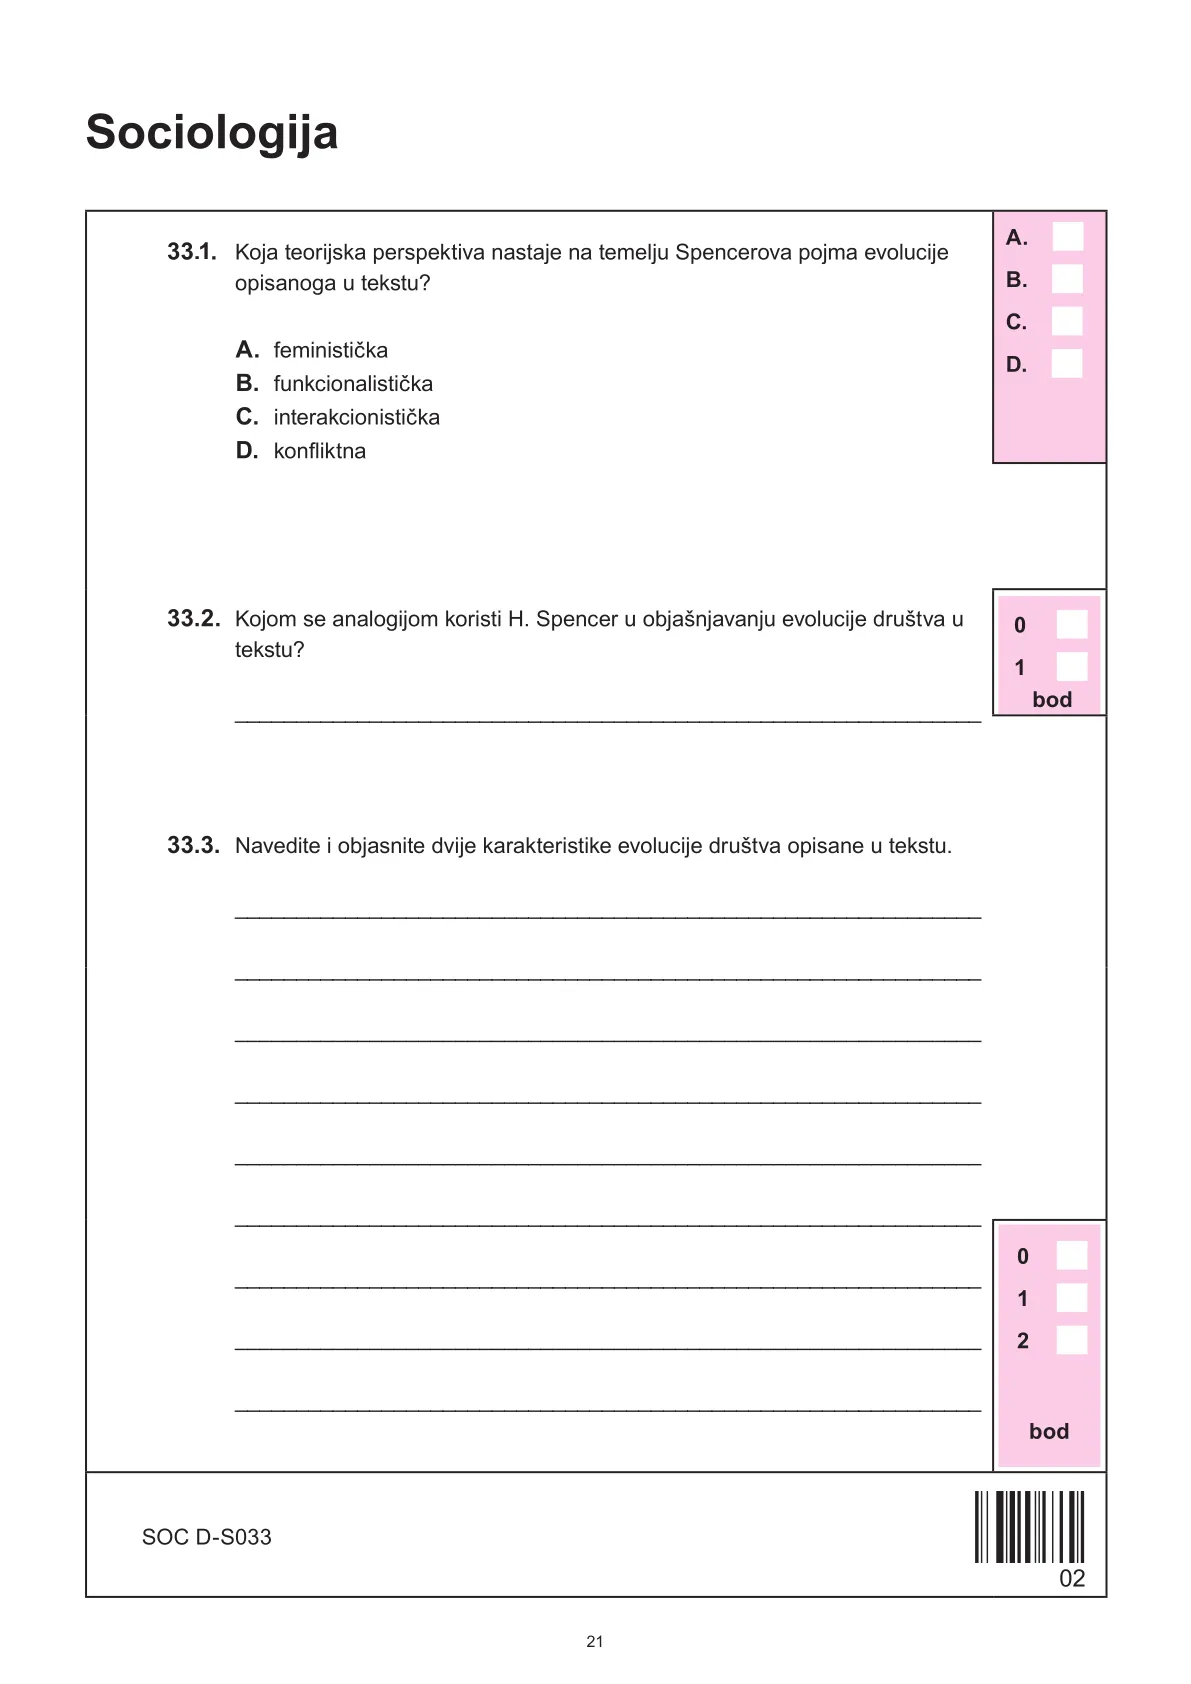 Sociologija
33.1. Koja teorijska perspektiva nastaje na temelju Spencerova pojma evolucije
opisanoga u tekstu?
A. feministička
B. funkcionalistička
C. interakcionistička
D. konfliktna
A.
B.
C.
D.
33.2. Kojom se analogijom koristi H. Spencer u objašnjavanju evolucije društva u
tekstu?
0
1
bod
33.3. Navedite i objasnite dvije karakteristike evolucije društva opisane u tekstu.
0
1
2
bod
SOC D-S033
02
21